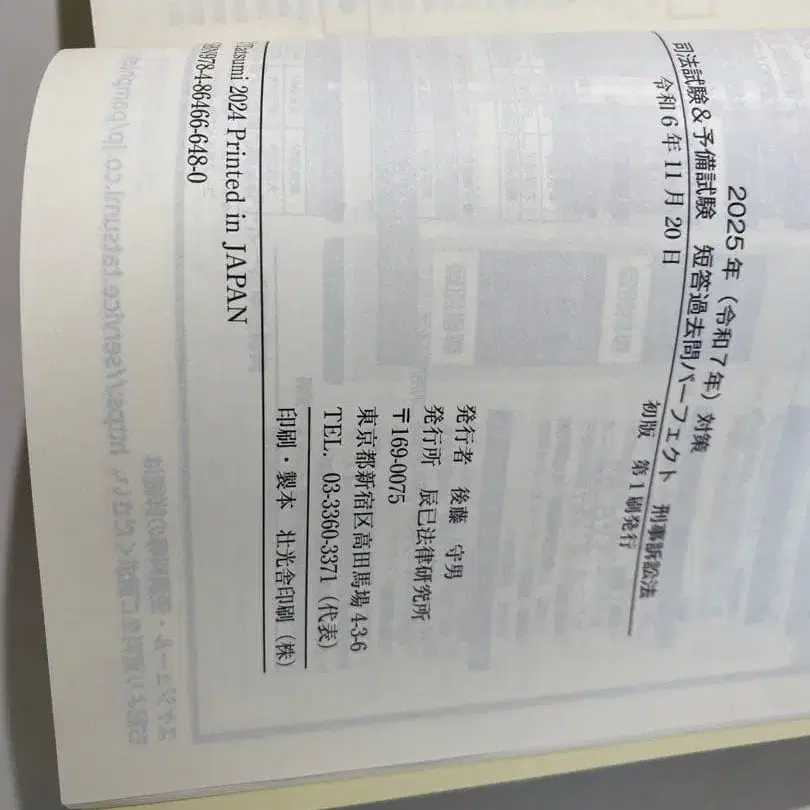 2025年(令和7年)対策
司法試験&予備試験 短答過去問パーフェクト 刑事訴訟法
令和6年11月20日 初版 第1刷発行
発行者 後藤 守男
発行所 辰已法律研究所
〒169-0075
東京都新宿区高田馬場4-3-6
TEL. 03-3360-3371(代表)
印刷・製本 壮光舎印刷(株)
Tatsumi 2024 Printed in JAPAN
ISBN978-4-86466-648-0